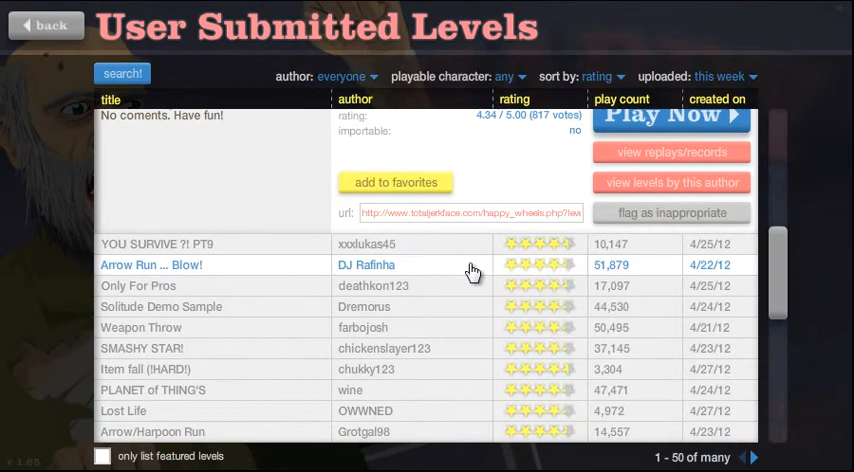 back
User Submitted Levels
search!
author: everyone playable character: any sort by: rating uploaded: this week
title author rating play count created on
No coments. Have fun!
rating: 4.34 / 5.00 (817 votes)
importable: no
Play Now
view replays/records
add to favorites
view levels by this author
url: http://www.totaljerkface.com/happy_wheels.php?leve
flag as inappropriate
YOU SURVIVE ?! PT9 xxxlukas45 10,147 4/25/12
Arrow Run ... Blow! DJ Rafinha 51,879 4/22/12
Only For Pros deathkon123 17,097 4/25/12
Solitude Demo Sample Dremorus 44,530 4/24/12
Weapon Throw farbojosh 50,495 4/21/12
SMASHY STAR! chickenslayer123 37,145 4/23/12
Item fall (!HARD!) chukky123 3,304 4/27/12
PLANET of THING'S wine 47,471 4/24/12
Lost Life OWWNED 4,972 4/27/12
Arrow/Harpoon Run Grotgal98 14,557 4/23/12
only list featured levels
1 - 50 of many